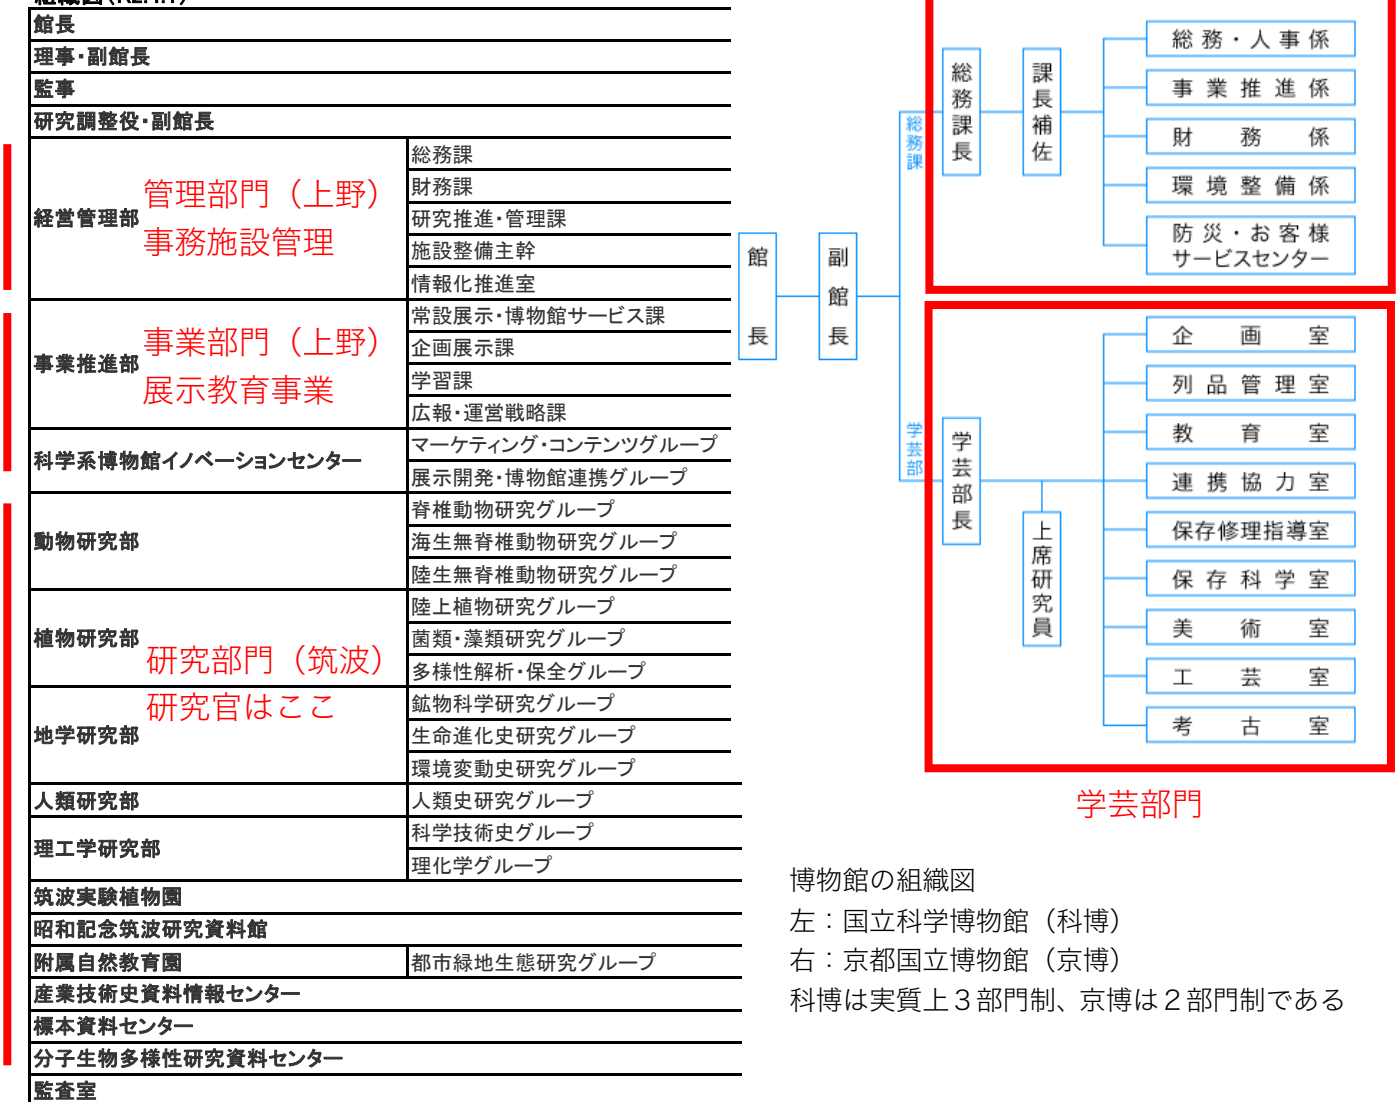 組織図(R2.4.1)
館長
理事・副館長
監事
研究調整役・副館長
経営管理部
総務課
財務課
研究推進・管理課
施設整備主幹
情報化推進室
管理部門（上野）
事務施設管理
事業推進部
常設展示・博物館サービス課
企画展示課
学習課
広報・運営戦略課
事業部門（上野）
展示教育事業
科学系博物館イノベーションセンター
マーケティング・コンテンツグループ
展示開発・博物館連携グループ
動物研究部
脊椎動物研究グループ
海生無脊椎動物研究グループ
陸生無脊椎動物研究グループ
植物研究部
陸上植物研究グループ
菌類・藻類研究グループ
多様性解析・保全グループ
研究部門（筑波）
研究官はここ
地学研究部
鉱物科学研究グループ
生命進化史研究グループ
環境変動史研究グループ
人類研究部
人類史研究グループ
理工学研究部
科学技術史グループ
理化学グループ
筑波実験植物園
昭和記念筑波研究資料館
附属自然教育園
都市緑地生態研究グループ
産業技術史資料情報センター
標本資料センター
分子生物多様性研究資料センター
監査室
館長
副館長
総務課
総務課長
課長補佐
総務・人事係
事業推進係
財務係
環境整備係
防災・お客様
サービスセンター
学芸部
学芸部長
上席研究員
企画室
列品管理室
教育室
連携協力室
保存修理指導室
保存科学室
美術室
工芸室
考古室
学芸部門
博物館の組織図
左：国立科学博物館（科博）
右：京都国立博物館（京博）
科博は実質上３部門制、京博は２部門制である